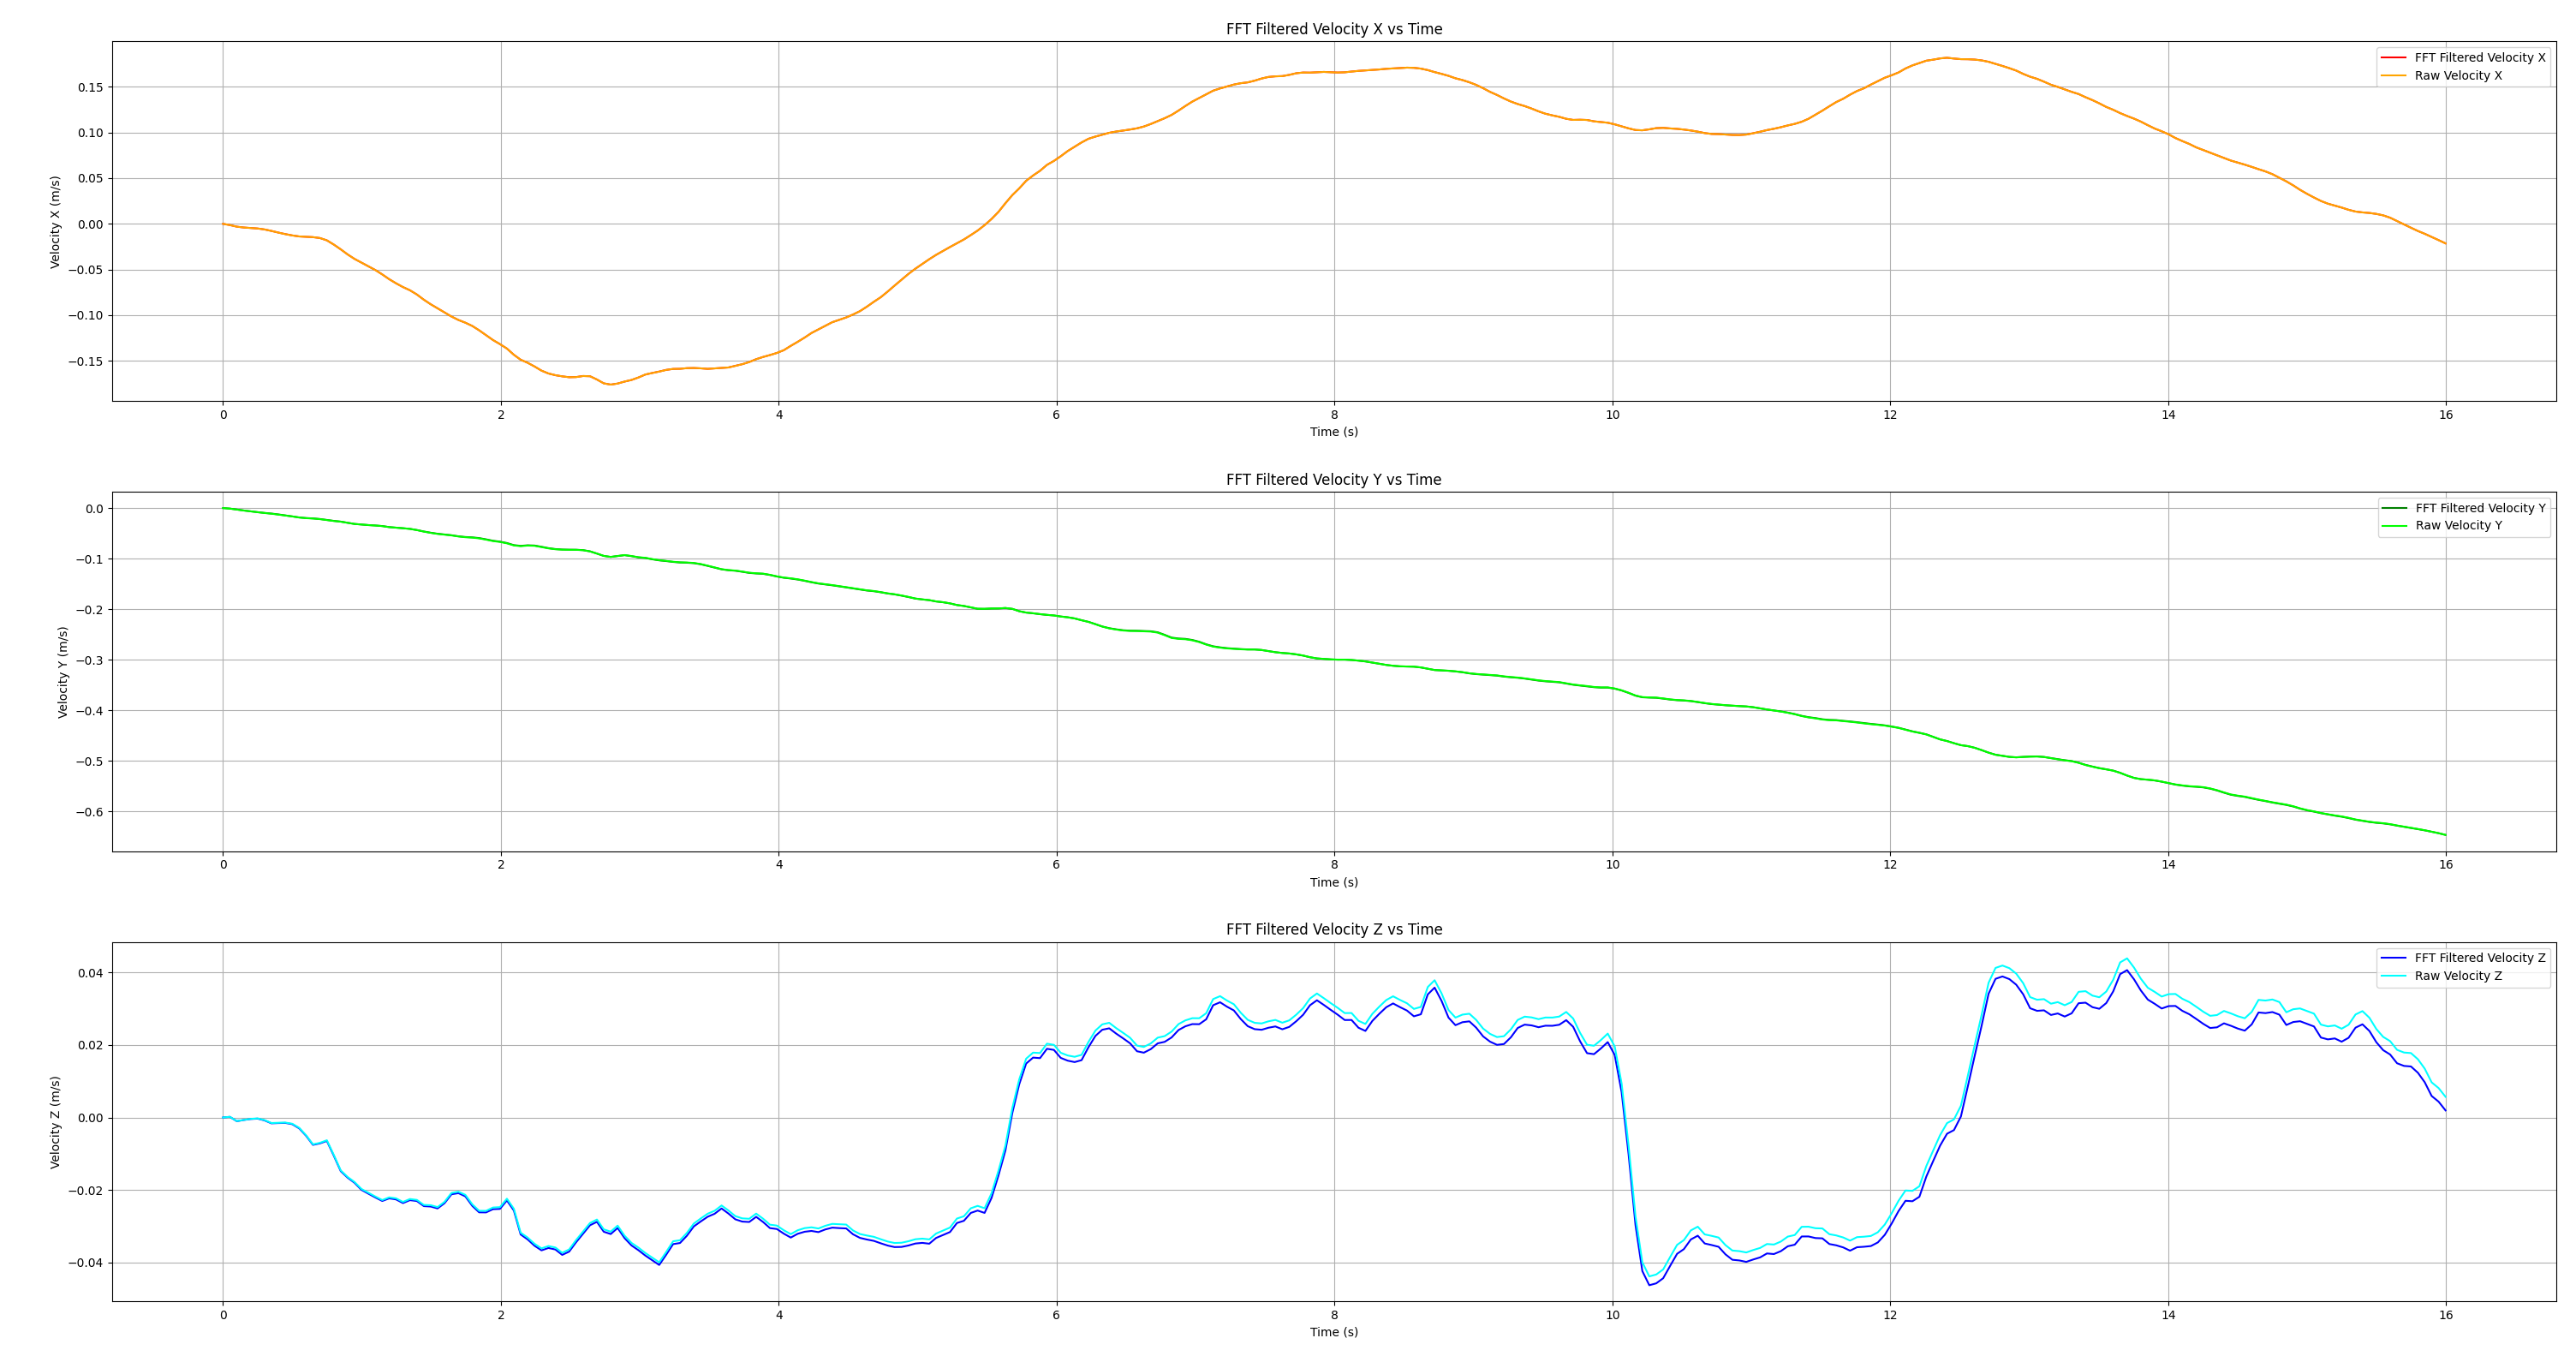 FFT Filtered Velocity X vs Time
FFT Filtered Velocity X
Raw Velocity X
Velocity X (m/s)
0.15
0.10
0.05
0.00
−0.05
−0.10
−0.15
0 2 4 6 8 10 12 14 16
Time (s)
FFT Filtered Velocity Y vs Time
FFT Filtered Velocity Y
Raw Velocity Y
Velocity Y (m/s)
0.0
−0.1
−0.2
−0.3
−0.4
−0.5
−0.6
0 2 4 6 8 10 12 14 16
Time (s)
FFT Filtered Velocity Z vs Time
FFT Filtered Velocity Z
Raw Velocity Z
Velocity Z (m/s)
0.04
0.02
0.00
−0.02
−0.04
0 2 4 6 8 10 12 14 16
Time (s)